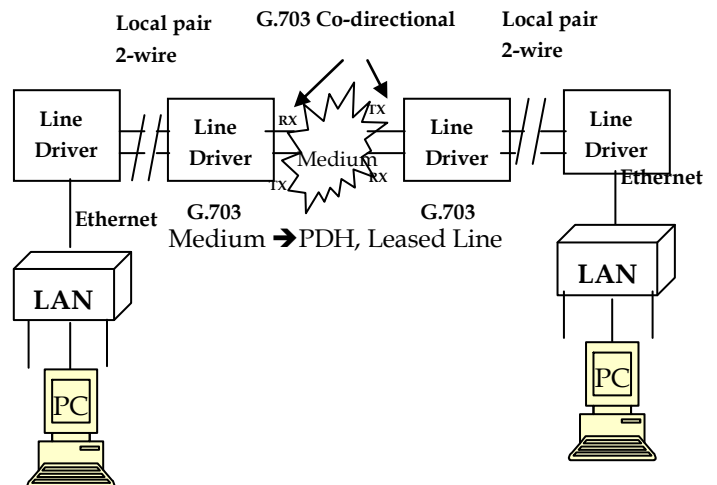 Local pair
2-wire
G.703 Co-directional
Local pair
2-wire
Line
Driver
Line
Driver
RX
TX
Medium
TX
RX
Line
Driver
Line
Driver
Ethernet
Ethernet
G.703
G.703
Medium ➔PDH, Leased Line
LAN
LAN
PC
PC